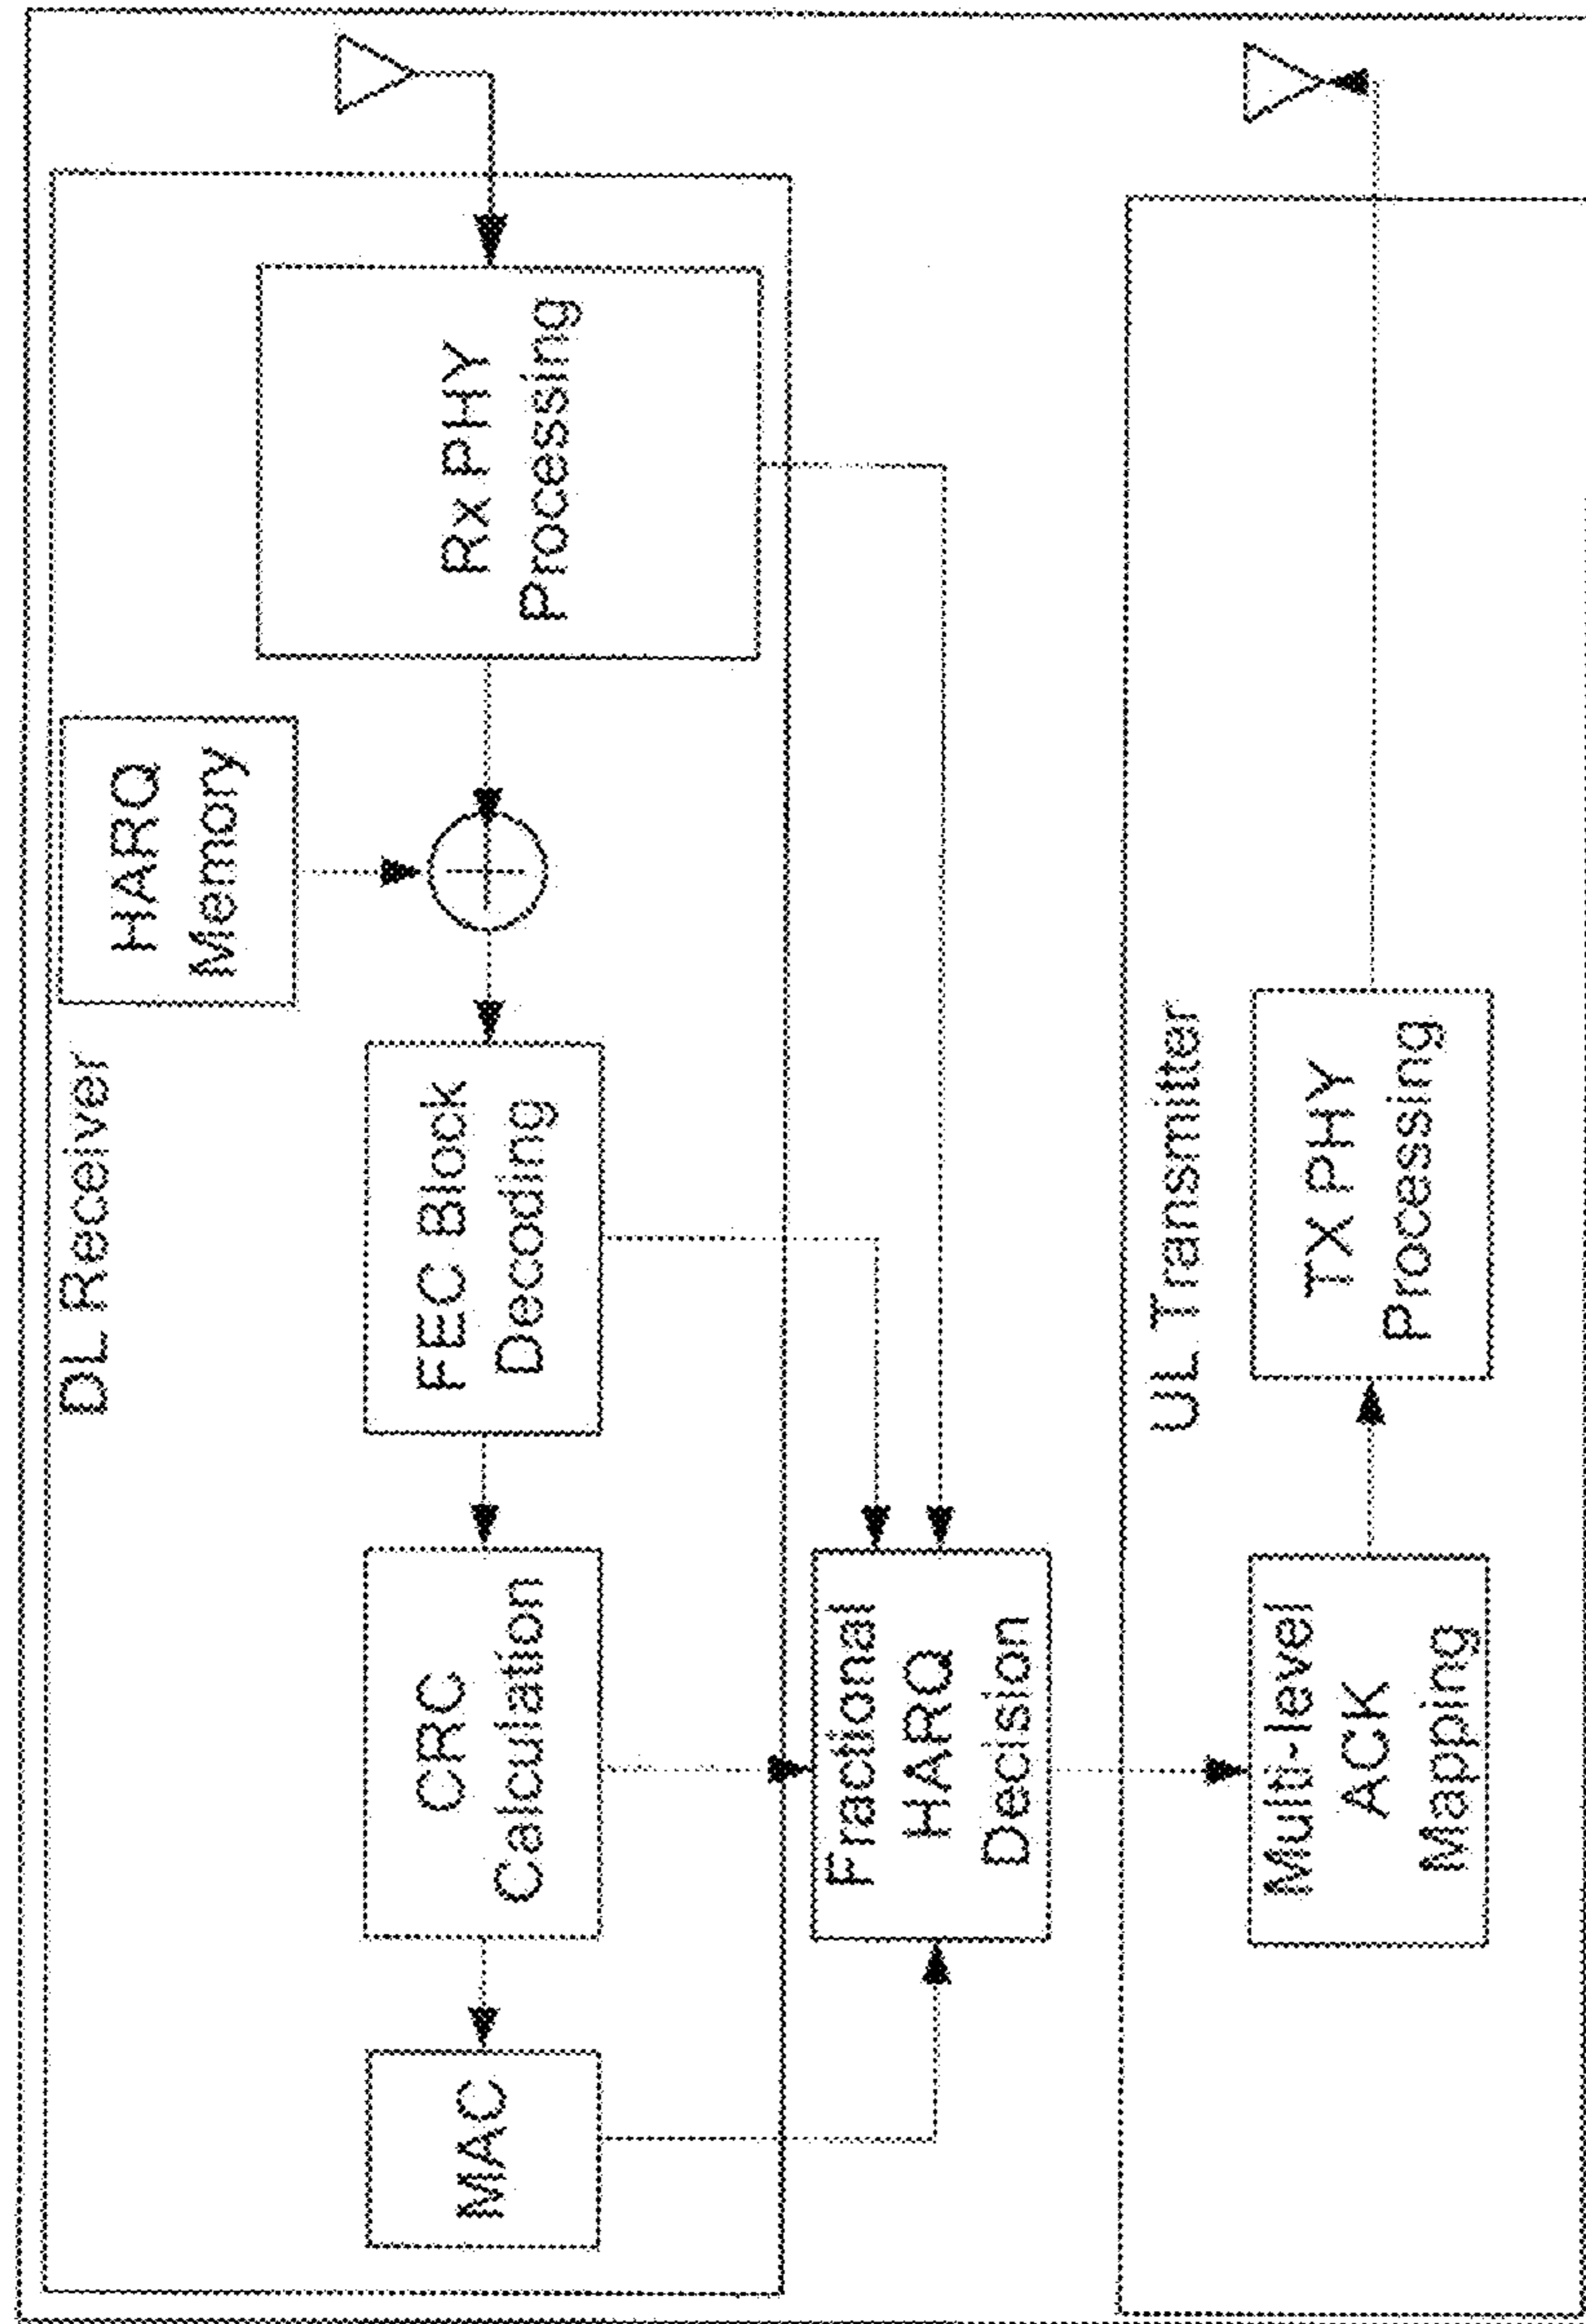 DL Receiver
MAC
CRC
Calculation
FEC Block
Decoding
HARQ
Memory
Rx PHY
Processing
Fractional
HARQ
Decision
UL Transmitter
Multi-level
ACK
Mapping
TX PHY
Processing